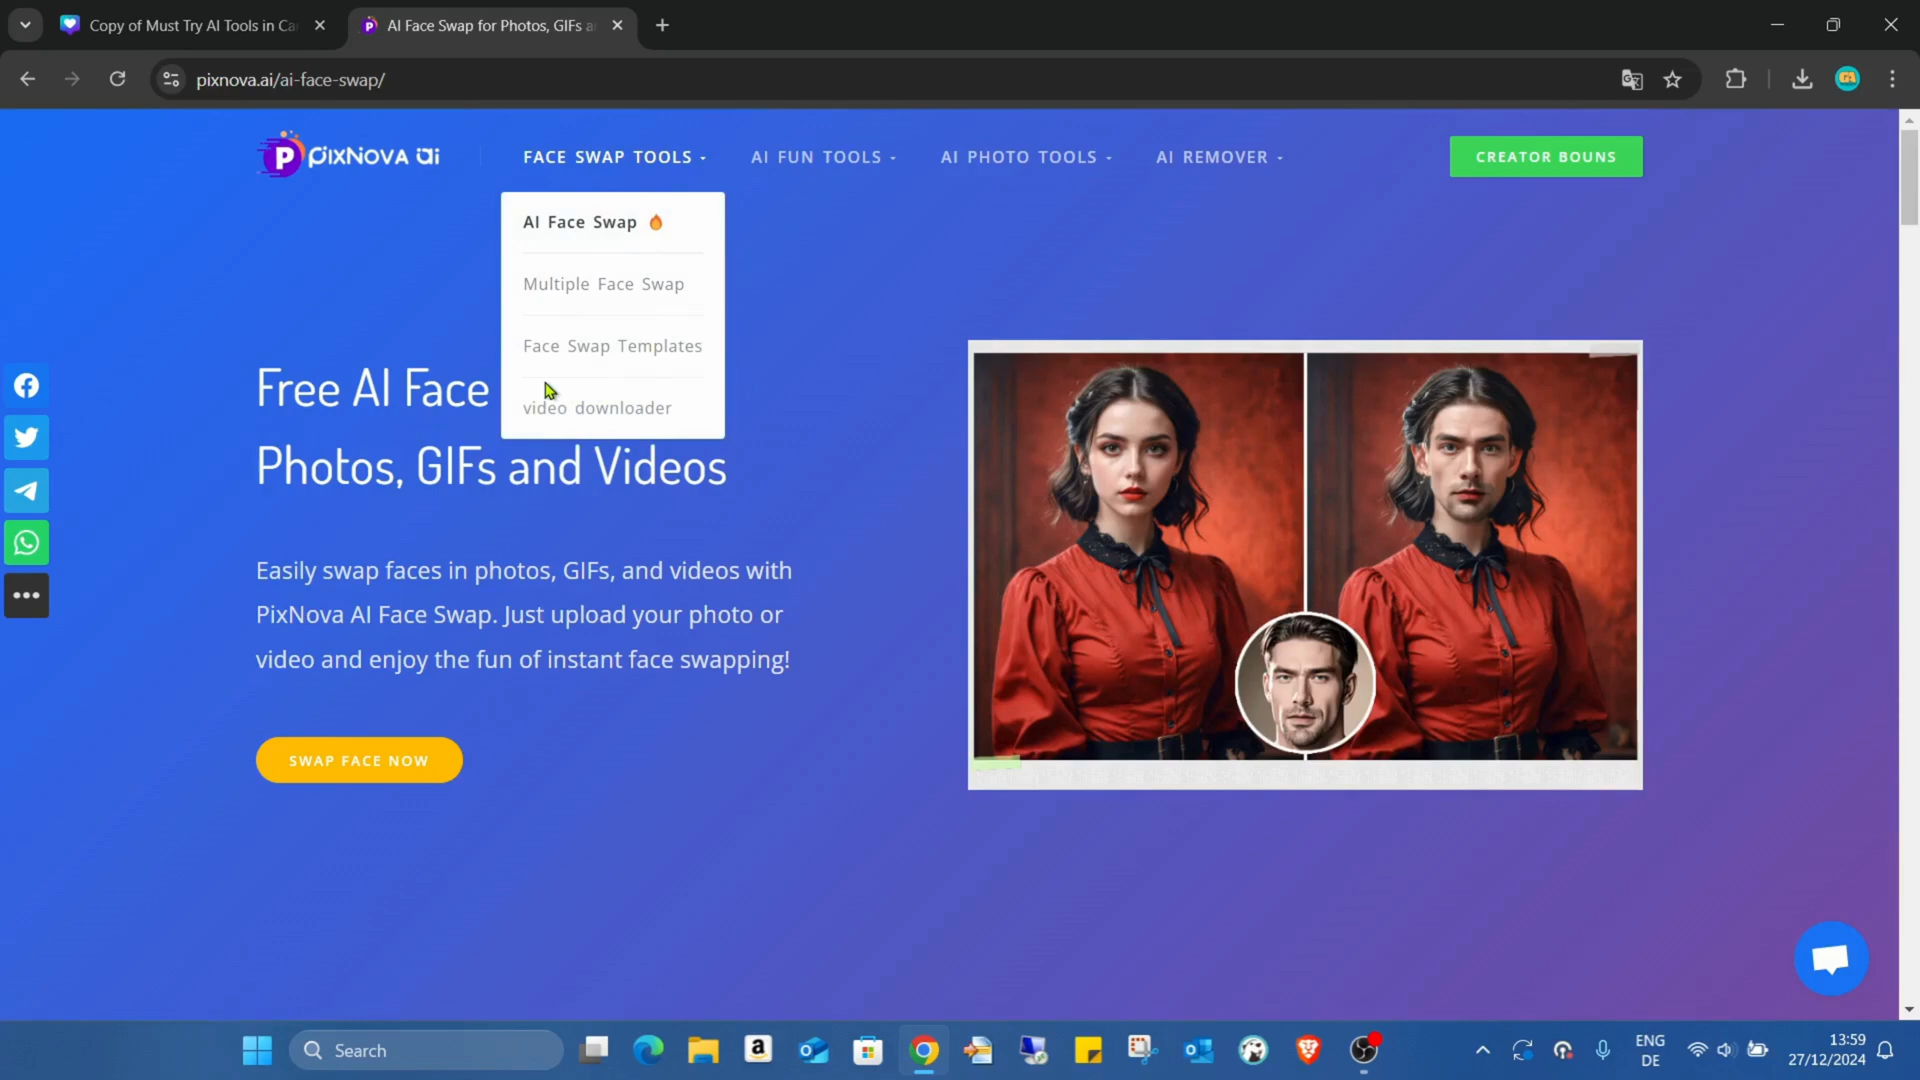 Copy of Must Try AI Tools in Ca
AI Face Swap for Photos, GIFs a
pixnova.ai/ai-face-swap/
P PIXNOVA ai
FACE SWAP TOOLS
AI FUN TOOLS
AI PHOTO TOOLS
AI REMOVER
CREATOR BOUNS
AI Face Swap
Multiple Face Swap
Face Swap Templates
video downloader
Free AI Face
Photos, GIFs and Videos
Easily swap faces in photos, GIFs, and videos with
PixNova AI Face Swap. Just upload your photo or
video and enjoy the fun of instant face swapping!
SWAP FACE NOW
Search
ENG
DE
13:59
27/12/2024